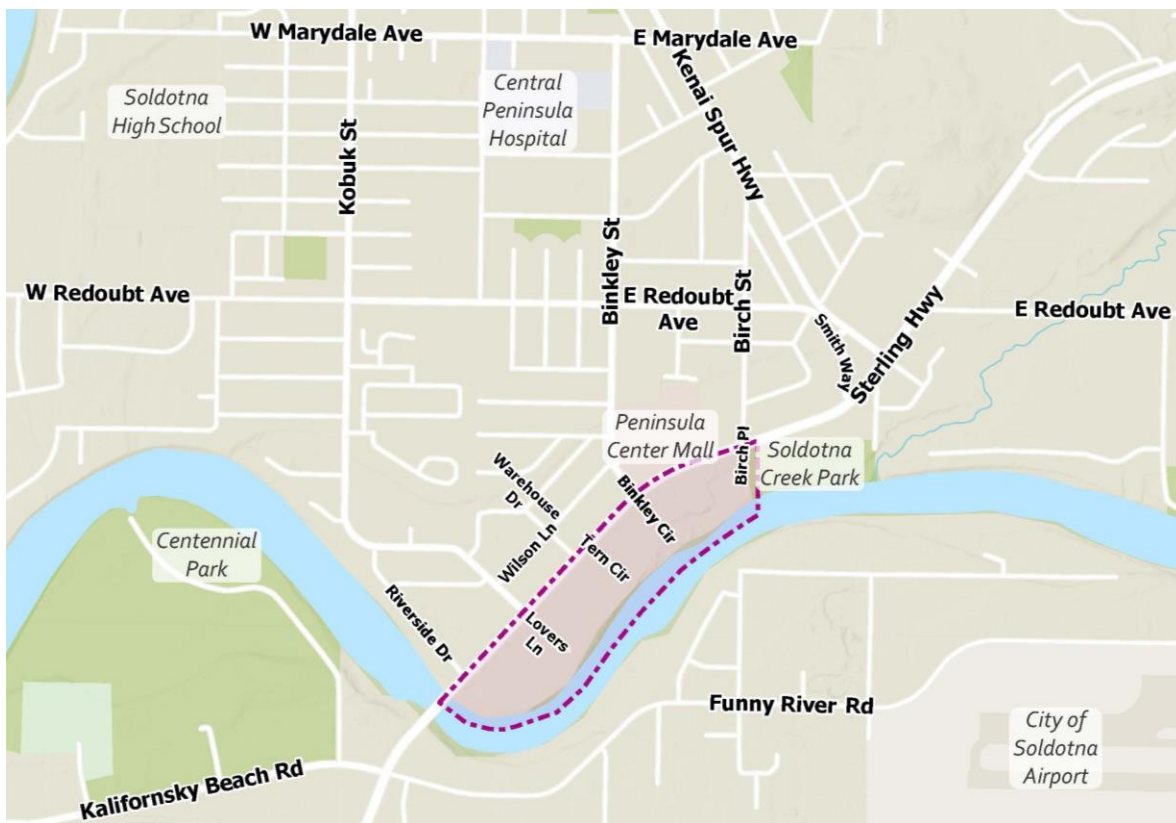 W Marydale Ave
E Marydale Ave
Soldotna
High School
Central
Peninsula
Hospital
Kenai Spur Hwy
Kobuk St
Binkley St
W Redoubt Ave
E Redoubt
Ave
Birch St
E Redoubt Ave
Smith Way
Sterling Hwy
Peninsula
Center Mall
Birch Pl
Soldotna
Creek Park
Warehouse
Dr
Wilson Ln
Binkley Cir
Tern Cir
Centennial
Park
Riverside Dr
Lovers
Ln
Funny River Rd
City of
Soldotna
Airport
Kalifornsky Beach Rd